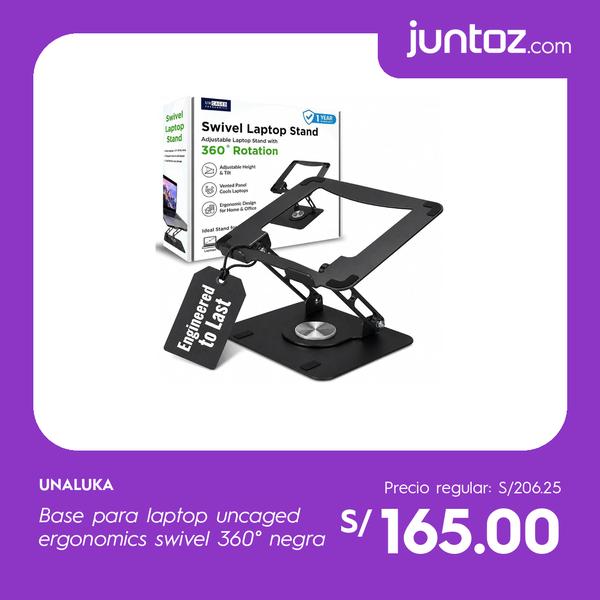 juntoz.com
UNCAGED
1 YEAR
Swivel
Laptop
Stand
Swivel Laptop Stand
Adjustable Laptop Stand with
360° Rotation
Adjustable Height
& Tilt
Vented Panel
Cools Laptops
Ergonomic Design
for Home & Office
Ideal Stand for
Engineered
to Last
UNALUKA
Base para laptop uncaged
ergonomics swivel 360° negra
Precio regular: S/206.25
S/165.00